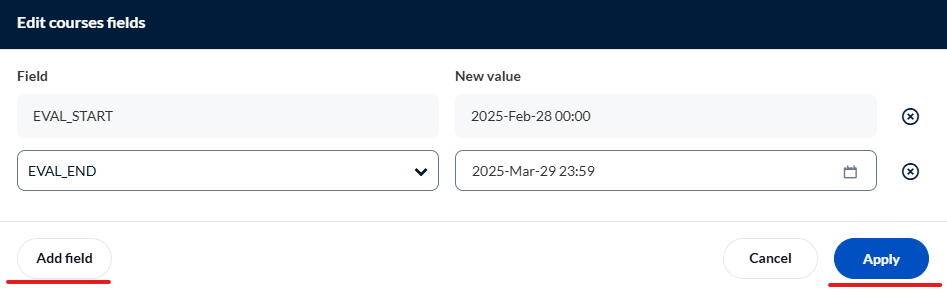 Edit courses fields
Field New value
EVAL_START 2025-Feb-28 00:00
EVAL_END 2025-Mar-29 23:59
Add field Cancel Apply